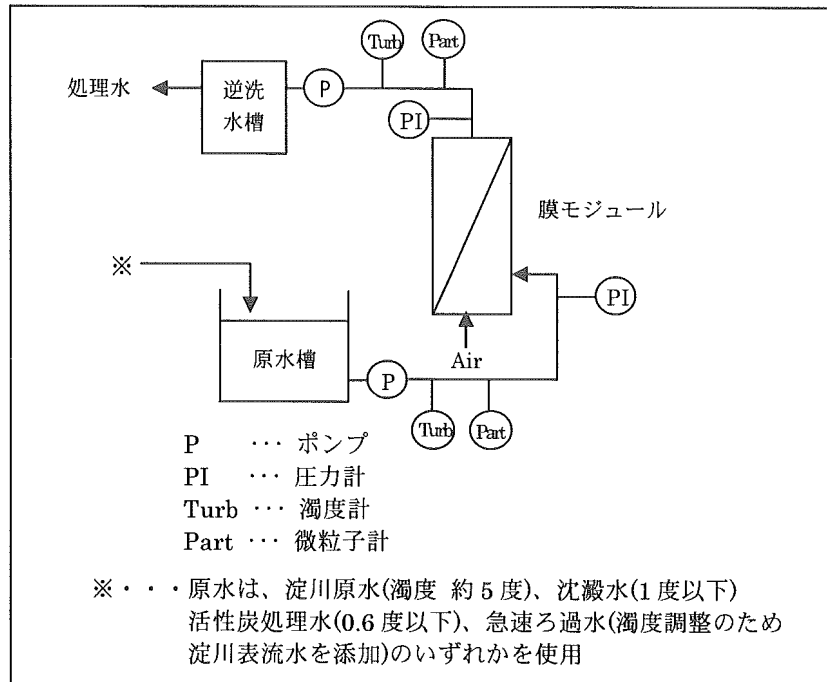 Turb
Part
処理水
逆洗
水槽
P
PI
膜モジュール
※
PI
原水槽
Air
P
Turb
Part
P ･･･ ポンプ
PI ･･･ 圧力計
Turb ･･･ 濁度計
Part ･･･ 微粒子計
※・・・原水は、淀川原水(濁度 約5度)、沈澱水(1度以下)
活性炭処理水(0.6度以下)、急速ろ過水(濁度調整のため
淀川表流水を添加)のいずれかを使用